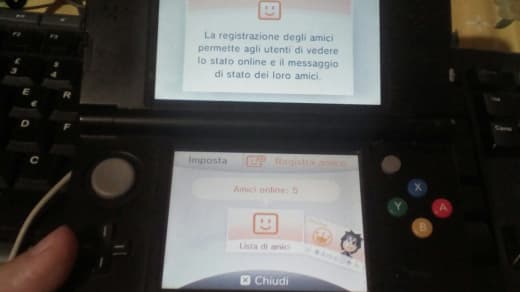 La registrazione degli amici
permette agli utenti di vedere
lo stato online e il messaggio
di stato dei loro amici.
Imposta
Registra amico
Amici online: 5
Lista di amici
X Chiudi
X
Y
A
B
E
€
D
R
F
C